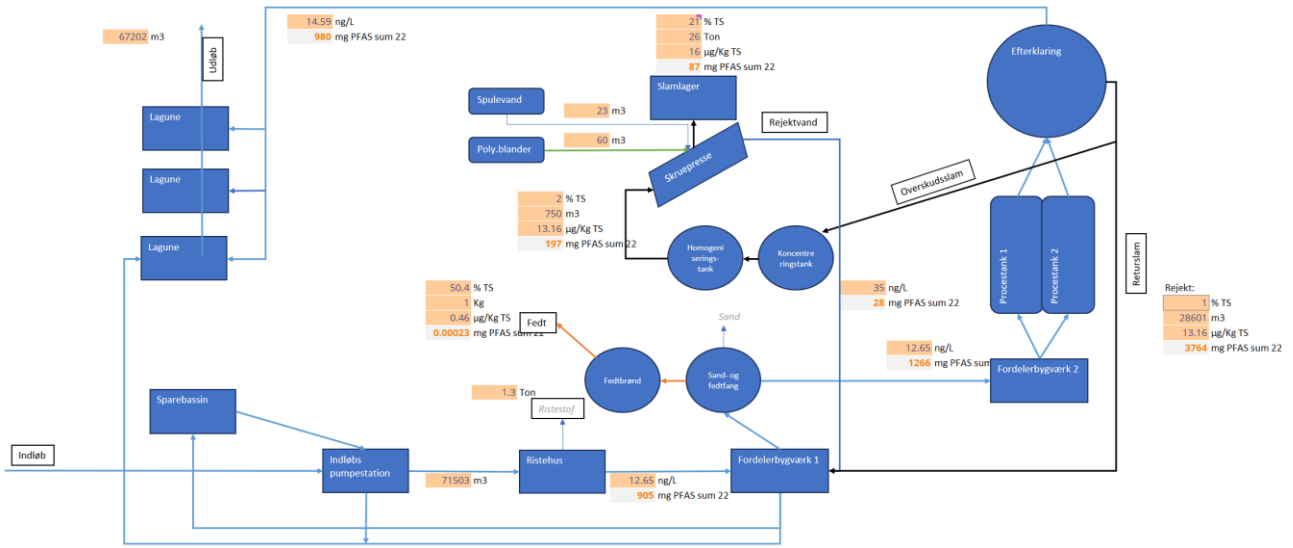 67202 m3
Udløb
14.59 ng/L
980 mg PFAS sum 22
21 % TS
26 Ton
16 µg/Kg TS
87 mg PFAS sum 22
Efterklaring
Slamlager
Spulevand
23 m3
Rejektvand
Lagune
Poly.blander
60 m3
Skruepresse
Overskudsslam
Lagune
2 % TS
750 m3
13.16 µg/Kg TS
197 mg PFAS sum 22
Lagune
Homogeni
serings-
tank
Koncentre
ringstank
Procestank 1
Procestank 2
Returslam
50.4 % TS
1 Kg
0.46 µg/Kg TS
0.00023 mg PFAS sum 22
Fedt
Sand
35 ng/L
28 mg PFAS sum 22
Rejekt:
1 % TS
28601 m3
13.16 µg/Kg TS
3764 mg PFAS sum 22
12.65 ng/L
1266 mg PFAS sum
Fordelerbygværk 2
Fedtbrønd
Sand- og
fedtfang
Sparebassin
1.3 Ton
Ristestof
Indløb
Indløbs
pumpestation
71503 m3
Ristehus
12.65 ng/L
905 mg PFAS sum 22
Fordelerbygværk 1